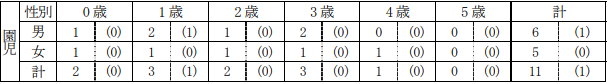 園児 性別 0歳 1歳 2歳 3歳 4歳 5歳 計
男 1 (0) 2 (1) 1 (0) 2 (0) 0 (0) 0 (0) 6 (1)
女 1 (0) 1 (0) 1 (0) 1 (0) 1 (0) 0 (0) 5 (0)
計 2 (0) 3 (1) 2 (0) 3 (0) 1 (0) 0 (0) 11 (1)